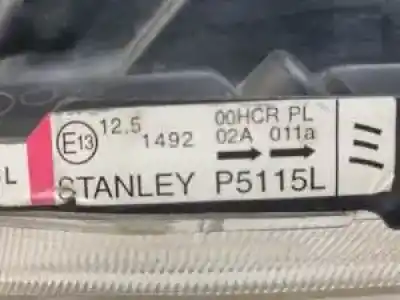 E13 12.5 1492 00HCR PL
02A 011a
L STANLEY P5115L